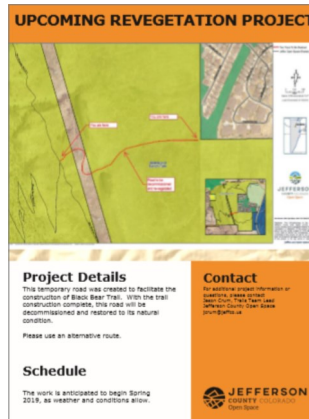 UPCOMING REVEGETATION PROJECT
JEFFERSON
Project Details
This temporary road was created to facilitate the
construciton of Black Bear Trail. With the trail
construction complete, this road will be
decommissioned and restored to its natural
condition.
Please use an alternative route.
Schedule
The work is anticipated to begin Spring
2019, as weather and conditions allow.
Contact
For additional project information or
questions, please contact
Jefferson County Open Space
JEFFERSON
COUNTY COLORADO
Open Space